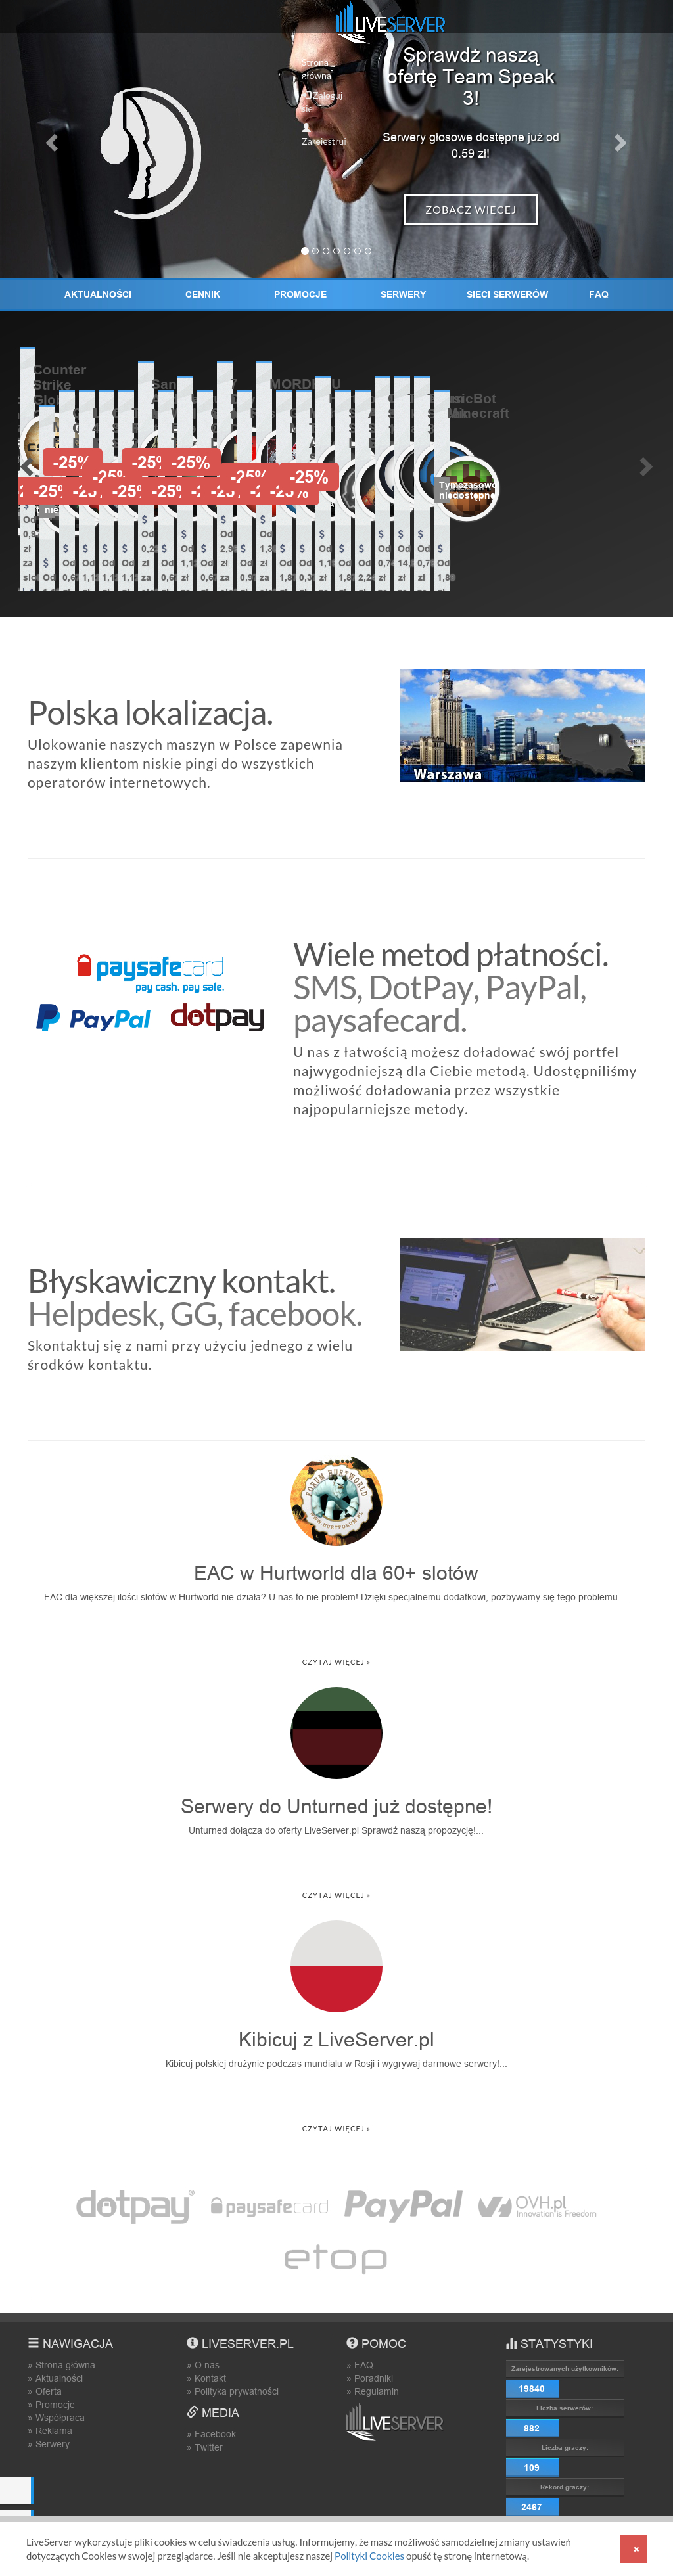 LIVESERVER
Strona
główna
Zaloguj
się
Zarejestruj
Sprawdź naszą
ofertę Team Speak
3!
Serwery głosowe dostępne już od
0.59 zł!
ZOBACZ WIĘCEJ
AKTUALNOŚCI CENNIK PROMOCJE SERWERY SIECI SERWERÓW FAQ
Counter
Strike
-25%
-25%
-25%
-25%
Tymczasowo
niedostępne
Polska lokalizacja.
Ulokowanie naszych maszyn w Polsce zapewnia
naszym klientom niskie pingi do wszystkich
operatorów internetowych.
Warszawa
paysafecard
pay cash. pay safe.
PayPal dotpay
Wiele metod płatności.
SMS, DotPay, PayPal,
paysafecard.
U nas z łatwością możesz doładować swój portfel
najwygodniejszą dla Ciebie metodą. Udostępniliśmy
możliwość doładowania przez wszystkie
najpopularniejsze metody.
Błyskawiczny kontakt.
Helpdesk, GG, facebook.
Skontaktuj się z nami przy użyciu jednego z wielu
środków kontaktu.
FORUM HURTWORLD
WWW.HURTFORUM.PL
EAC w Hurtworld dla 60+ slotów
EAC dla większej ilości slotów w Hurtworld nie działa? U nas to nie problem! Dzięki specjalnemu dodatkowi, pozbywamy się tego problemu....
CZYTAJ WIĘCEJ »
Serwery do Unturned już dostępne!
Unturned dołącza do oferty LiveServer.pl Sprawdź naszą propozycję!...
CZYTAJ WIĘCEJ »
Kibicuj z LiveServer.pl
Kibicuj polskiej drużynie podczas mundialu w Rosji i wygrywaj darmowe serwery!...
CZYTAJ WIĘCEJ »
dotpay® paysafecard PayPal OVH.pl
Innovation is Freedom
etop
NAWIGACJA
» Strona główna
» Aktualności
» Oferta
» Promocje
» Współpraca
» Reklama
» Serwery
LIVESERVER.PL
» O nas
» Kontakt
» Polityka prywatności
MEDIA
» Facebook
» Twitter
POMOC
» FAQ
» Poradniki
» Regulamin
LIVESERVER
STATYSTYKI
Zarejestrowanych użytkowników:
19840
Liczba serwerów:
882
Liczba graczy:
109
Rekord graczy:
2467
LiveServer wykorzystuje pliki cookies w celu świadczenia usług. Informujemy, że masz możliwość samodzielnej zmiany ustawień
dotyczących Cookies w swojej przeglądarce. Jeśli nie akceptujesz naszej Polityki Cookies opuść tę stronę internetową.